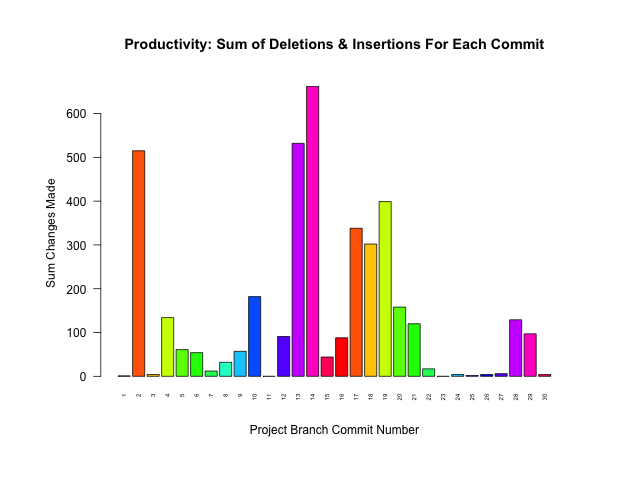 Productivity: Sum of Deletions & Insertions For Each Commit
Sum Changes Made
600
500
400
300
200
100
0
1 2 3 4 5 6 7 8 9 10 11 12 13 14 15 16 17 18 19 20 21 22 23 24 25 26 27 28 29 30
Project Branch Commit Number